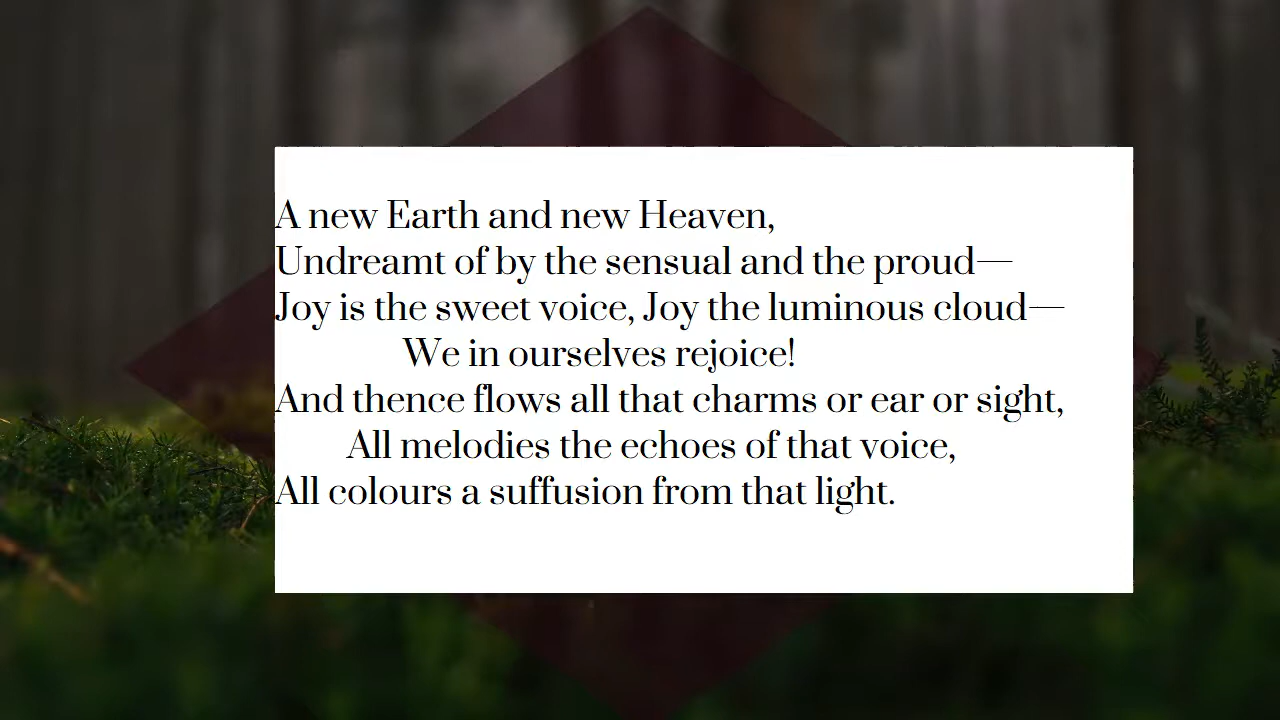 A new Earth and new Heaven,
Undreamt of by the sensual and the proud—
Joy is the sweet voice, Joy the luminous cloud—
We in ourselves rejoice!
And thence flows all that charms or ear or sight,
All melodies the echoes of that voice,
All colours a suffusion from that light.